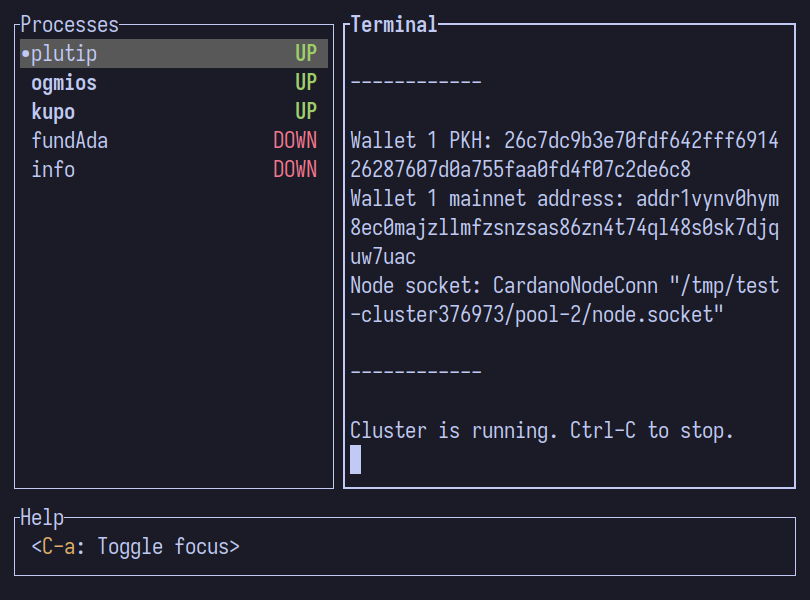 Processes
•plutip UP
ogmios UP
kupo UP
fundAda DOWN
info DOWN
Terminal
------------
Wallet 1 PKH: 26c7dc9b3e70fdf642fff6914
26287607d0a755faa0fd4f07c2de6c8
Wallet 1 mainnet address: addr1vynv0hym
8ec0majzllmfzsnzsas86zn4t74ql48s0sk7djq
uw7uac
Node socket: CardanoNodeConn "/tmp/test
-cluster376973/pool-2/node.socket"
------------
Cluster is running. Ctrl-C to stop.
Help
<C-a: Toggle focus>